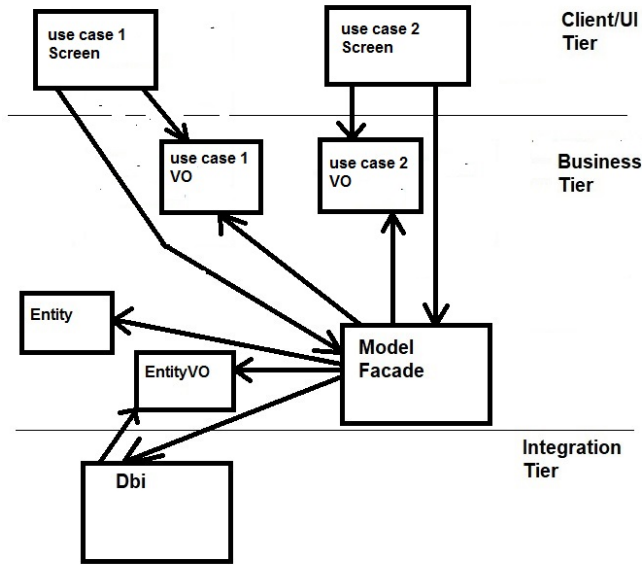 use case 1
Screen
use case 2
Screen
Client/UI
Tier
use case 1
VO
use case 2
VO
Business
Tier
Entity
Model
Facade
EntityVO
Integration
Tier
Dbi